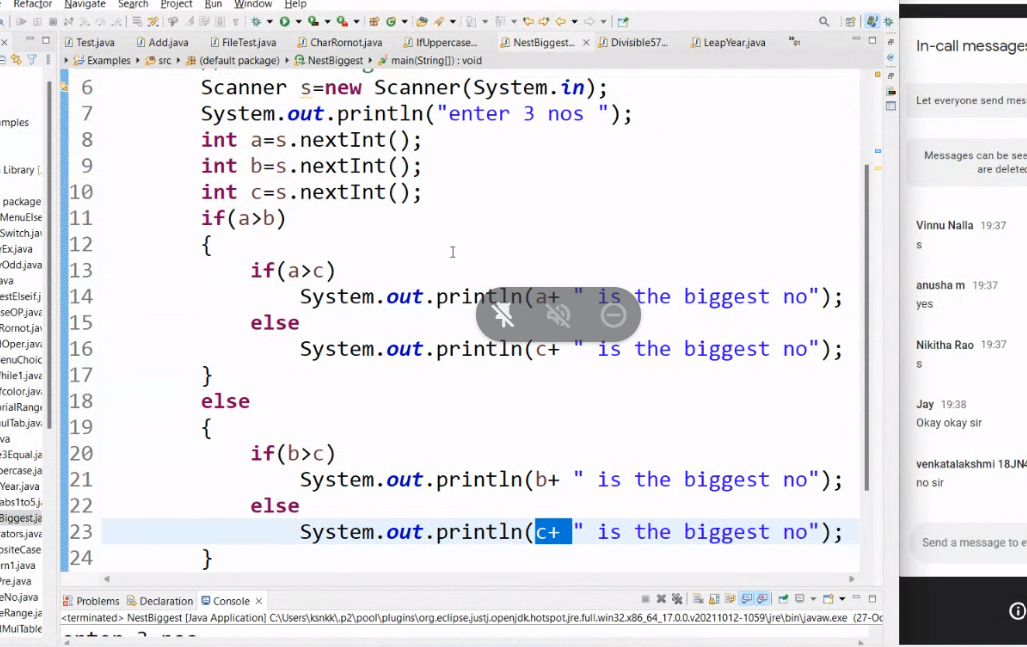 Refactor Navigate Search Project Run Window Help
Test.java Add.java FileTest.java CharRornot.java IfUppercase... NestBiggest... Divisible57... LeapYear.java
Examples src (default package) NestBiggest main(String[]) : void
6 Scanner s=new Scanner(System.in);
7 System.out.println("enter 3 nos ");
8 int a=s.nextInt();
9 int b=s.nextInt();
10 int c=s.nextInt();
11 if(a>b)
12 {
13 if(a>c)
14 System.out.println(a+ " is the biggest no");
15 else
16 System.out.println(c+ " is the biggest no");
17 }
18 else
19 {
20 if(b>c)
21 System.out.println(b+ " is the biggest no");
22 else
23 System.out.println(c+ " is the biggest no");
24 }
Problems Declaration Console
<terminated> NestBiggest [Java Application] C:\Users\ksnkk\.p2\pool\plugins\org.eclipse.justj.openjdk.hotspot.jre.full.win32.x86_64_17.0.0.v20211012-1059\jre\bin\javaw.exe (27-Oc
enter 3 nos
mples
Library [
package
MenuElse
Switch.jav
yEx.java
yOdd.java
ava
estElseif.j
seOP.java
Rornot.jav
lOper.java
enuChoic
hile1.java
fcolor.java
orialRange
ulTab.java
va
e3Equal.ja
percase.ja
Year.java
abs1to5.j
Biggest.ja
rators.java
ositeCase
ern1.java
Pre.java
eNo.java
eRange.ja
lMulTable
In-call messages
Let everyone send mes
Messages can be see
are deleted
Vinnu Nalla 19:37
s
anusha m 19:37
yes
Nikitha Rao 19:37
s
Jay 19:38
Okay okay sir
venkatalakshmi 18JN4
no sir
Send a message to e